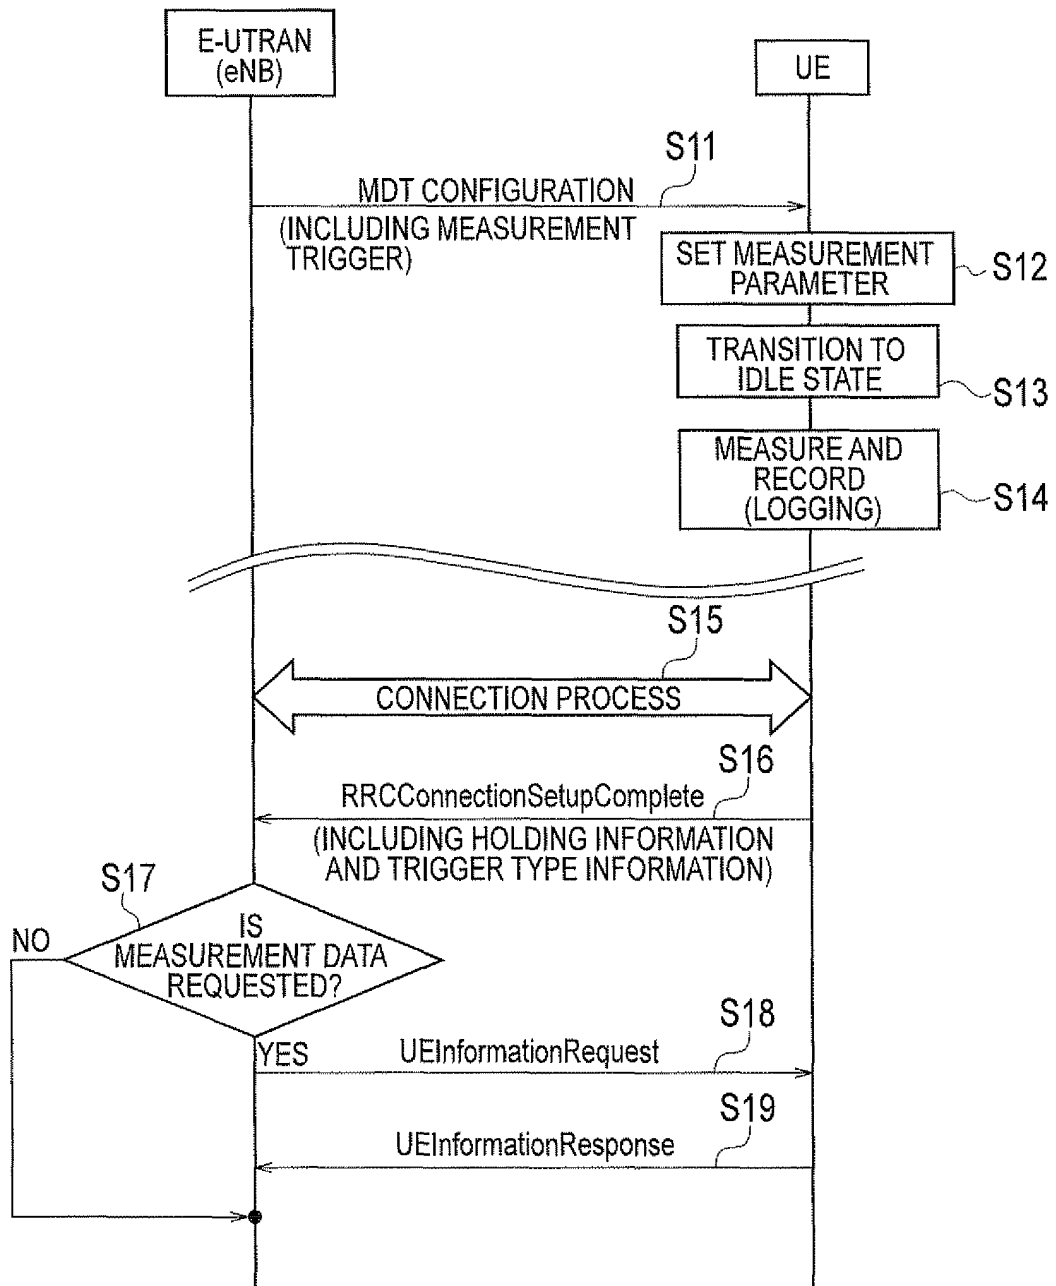 E-UTRAN
(eNB)
UE
S11
MDT CONFIGURATION
(INCLUDING MEASUREMENT
TRIGGER)
SET MEASUREMENT
PARAMETER
S12
TRANSITION TO
IDLE STATE
S13
MEASURE AND
RECORD
(LOGGING)
S14
S15
CONNECTION PROCESS
S16
RRCConnectionSetupComplete
(INCLUDING HOLDING INFORMATION
AND TRIGGER TYPE INFORMATION)
S17
NO
IS
MEASUREMENT DATA
REQUESTED?
S18
YES
UEInformationRequest
S19
UEInformationResponse